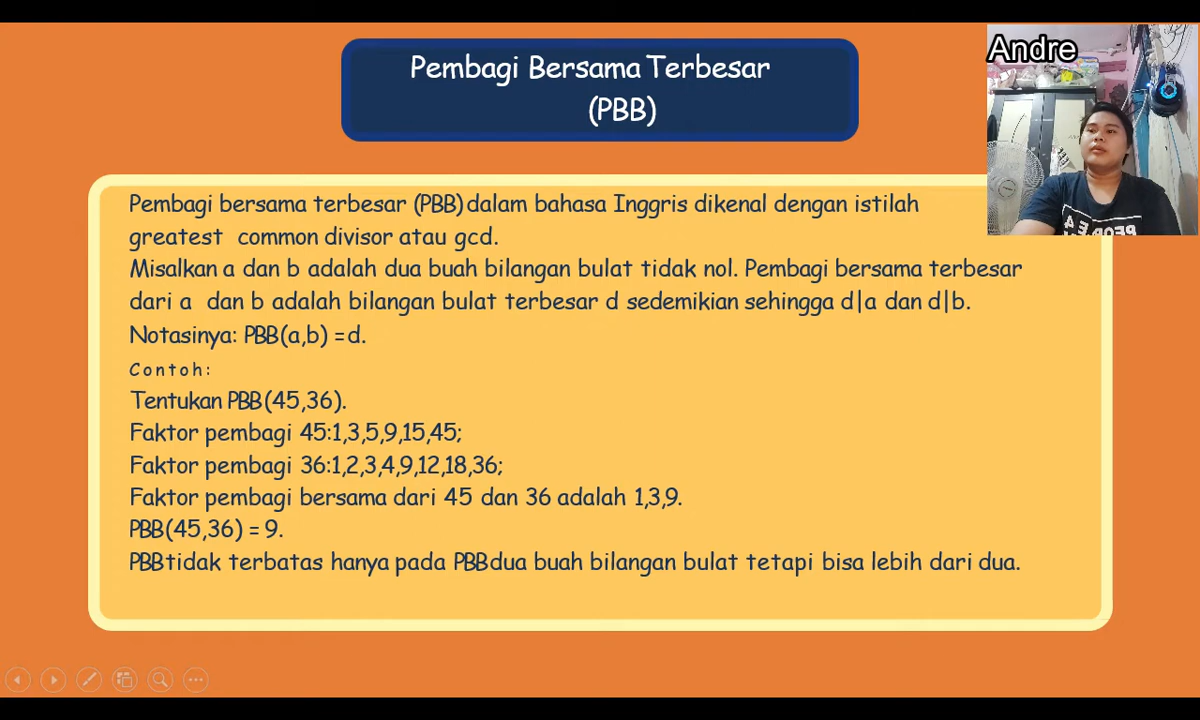 Pembagi Bersama Terbesar
(PBB)
Andre
Pembagi bersama terbesar (PBB) dalam bahasa Inggris dikenal dengan istilah
greatest common divisor atau gcd.
Misalkan a dan b adalah dua buah bilangan bulat tidak nol. Pembagi bersama terbesar
dari a dan b adalah bilangan bulat terbesar d sedemikian sehingga d|a dan d|b.
Notasinya: PBB(a,b) =d.
Contoh:
Tentukan PBB(45,36).
Faktor pembagi 45:1,3,5,9,15,45;
Faktor pembagi 36:1,2,3,4,9,12,18,36;
Faktor pembagi bersama dari 45 dan 36 adalah 1,3,9.
PBB(45,36) = 9.
PBB tidak terbatas hanya pada PBB dua buah bilangan bulat tetapi bisa lebih dari dua.